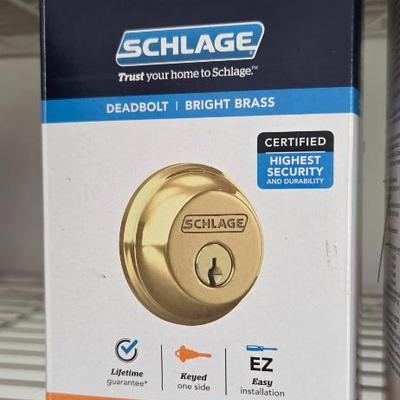 SCHLAGE
Trust your home to Schlage.™
DEADBOLT | BRIGHT BRASS
CERTIFIED
HIGHEST
SECURITY
AND DURABILITY
SCHLAGE
Lifetime
guarantee*
Keyed
one side
EZ
Easy
installation